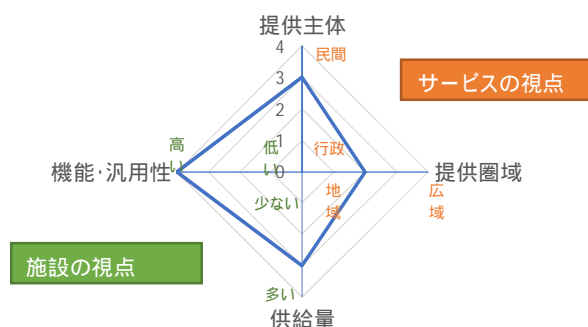 提供主体
4
民間
サービスの視点
3
2
高い
低い
1
行政
機能・汎用性
0
提供圏域
少ない
地域
広域
施設の視点
多い
供給量